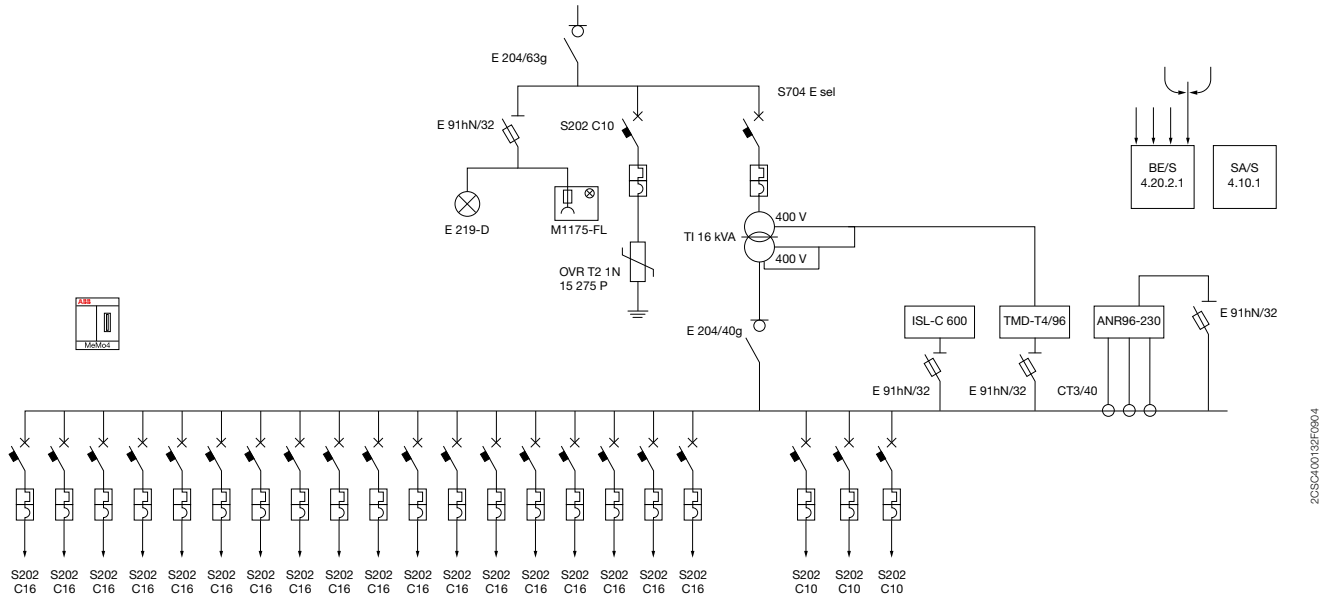 E 204/63g
S704 E sel
E 91hN/32
S202 C10
BE/S
4.20.2.1
SA/S
4.10.1
E 219-D
M1175-FL
400 V
TI 16 kVA
400 V
OVR T2 1N
15 275 P
ABB
MeMo4
E 204/40g
ISL-C 600
TMD-T4/96
ANR96-230
E 91hN/32
E 91hN/32
E 91hN/32
CT3/40
2CSC400132F0904
S202 S202 S202 S202 S202 S202 S202 S202 S202 S202 S202 S202 S202 S202 S202 S202 S202 S202 S202 S202 S202
C16 C16 C16 C16 C16 C16 C16 C16 C16 C16 C16 C16 C16 C16 C16 C16 C16 C16 C10 C10 C10